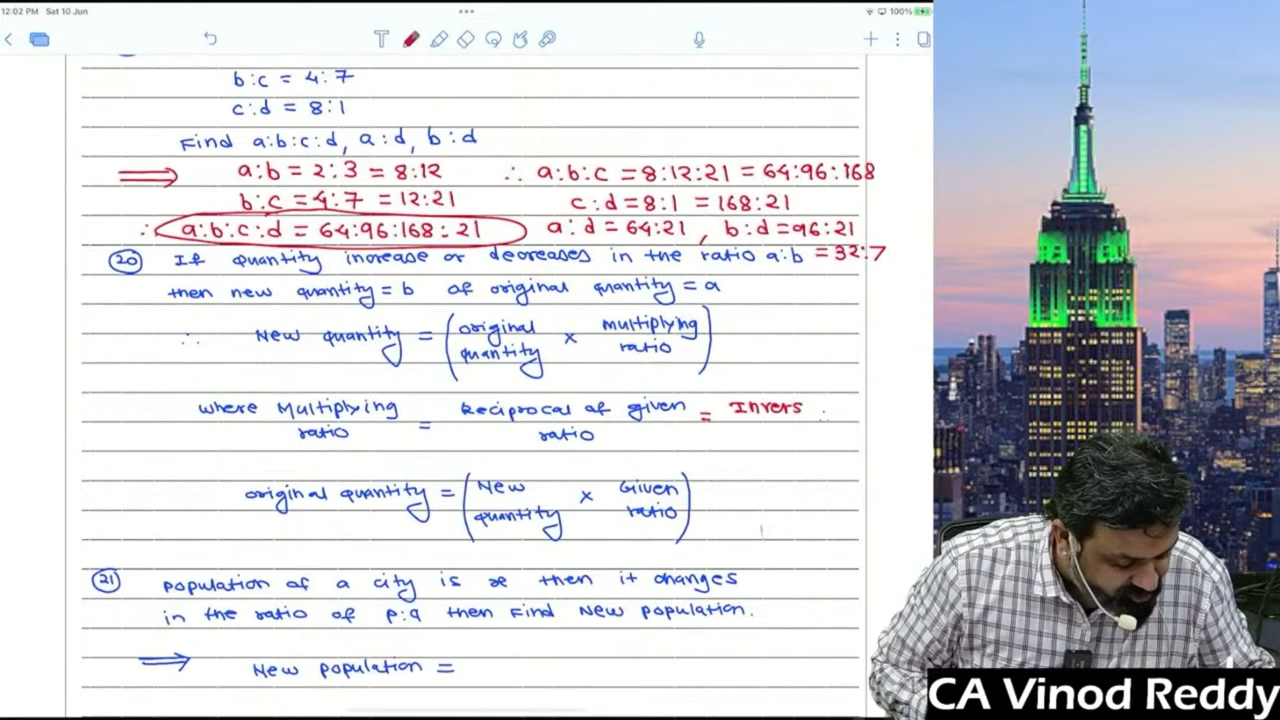 12:02 PM Sat 10 Jun
100%
b:c = 4:7
c:d = 8:1
Find a:b:c:d, a:d, b:d
a:b = 2:3 = 8:12 ∴ a:b:c = 8:12:21 = 64:96:168
b:c = 4:7 = 12:21 c:d = 8:1 = 168:21
∴ a:b:c:d = 64:96:168:21 a:d = 64:21, b:d = 96:21
= 32:7
20 If quantity increase or decreases in the ratio a:b
then new quantity = b of original quantity = a
∴ New quantity = (original quantity × multiplying ratio)
where Multiplying ratio = Reciprocal of given ratio = Invers
original quantity = (New quantity × Given ratio)
21 population of a city is x then it changes
in the ratio of p:q then Find New population.
New population =
CA Vinod Reddy